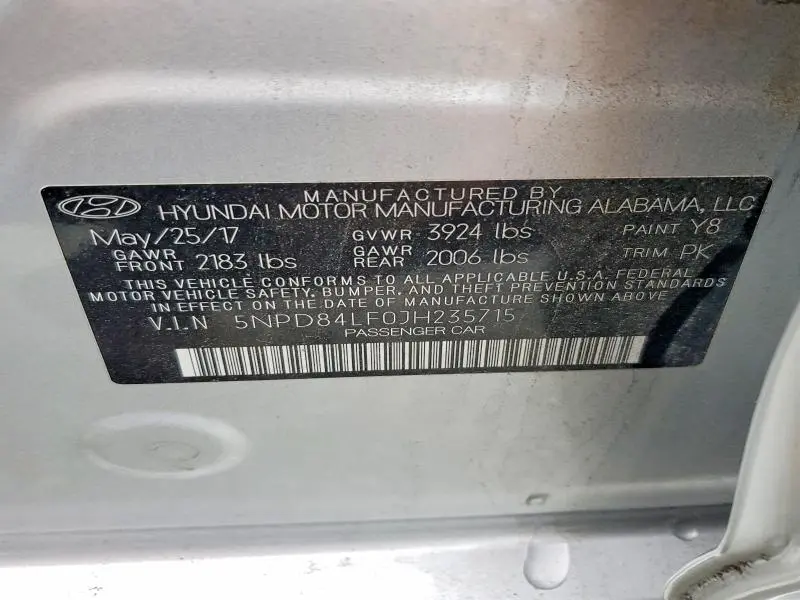 MANUFACTURED BY
HYUNDAI MOTOR MANUFACTURING ALABAMA, LLC
May/25/17 GVWR 3924 lbs PAINT Y8
GAWR FRONT 2183 lbs GAWR REAR 2006 lbs TRIM PK
THIS VEHICLE CONFORMS TO ALL APPLICABLE U.S.A. FEDERAL
MOTOR VEHICLE SAFETY, BUMPER, AND THEFT PREVENTION STANDARDS
IN EFFECT ON THE DATE OF MANUFACTURE SHOWN ABOVE.
V.I.N 5NPD84LF0JH235715
PASSENGER CAR